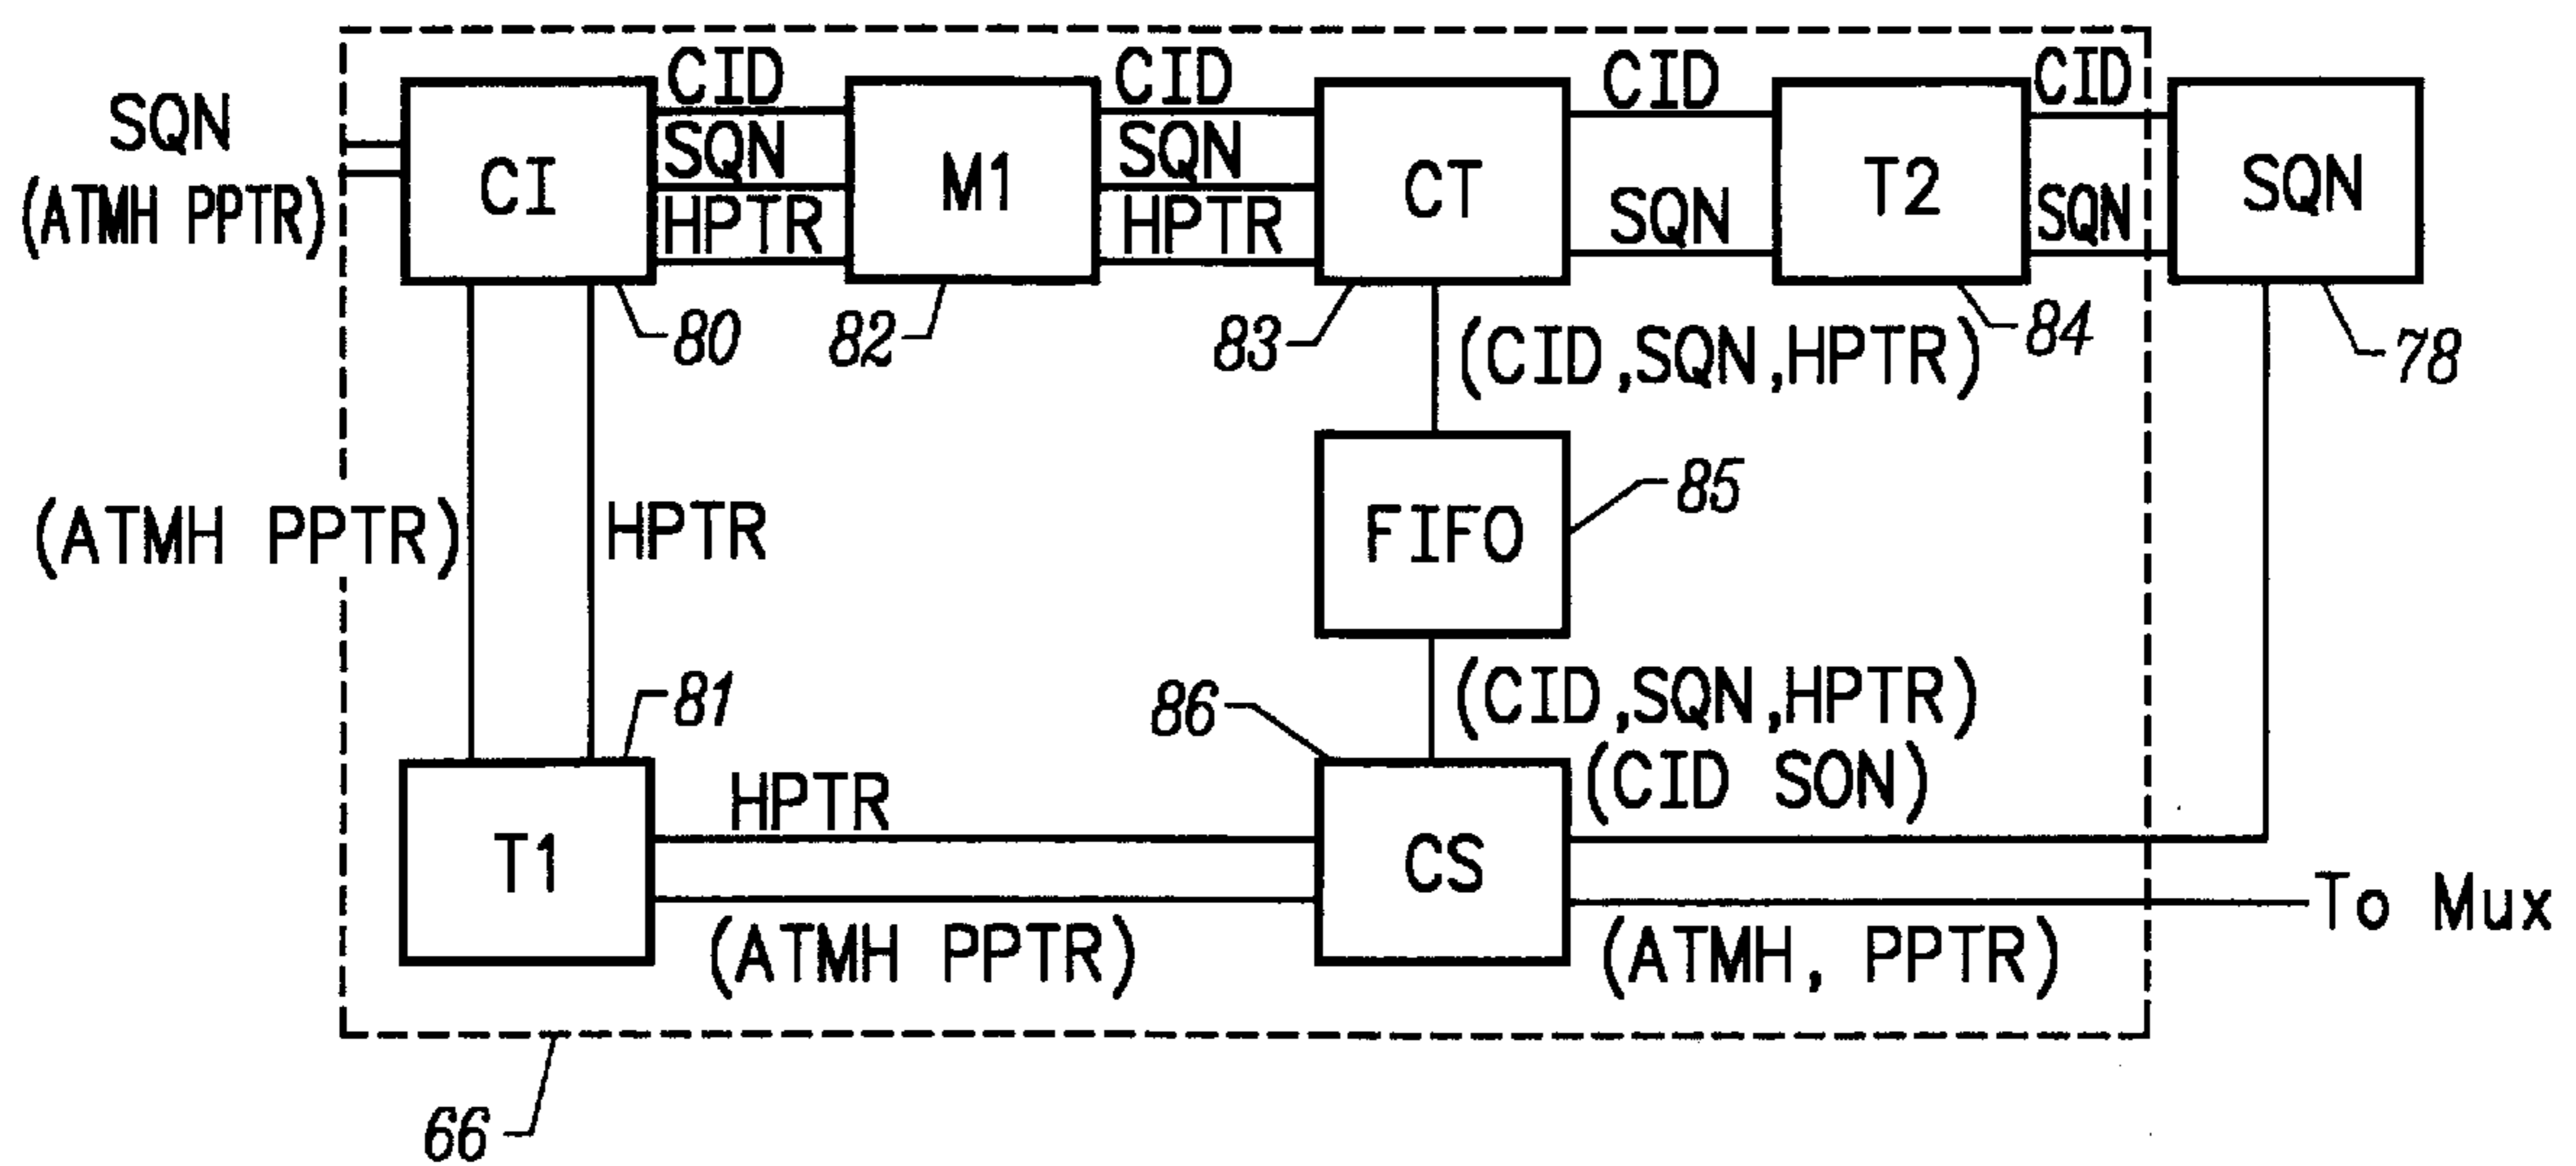 CID
CID
CID
CID
SQN
(ATMH PPTR)
CI
SQN
HPTR
M1
SQN
HPTR
CT
SQN
T2
SQN
SQN
80
82
83
(CID,SQN,HPTR)
84
78
(ATMH PPTR)
HPTR
FIFO
85
81
86
(CID,SQN,HPTR)
(CID SON)
T1
HPTR
CS
(ATMH PPTR)
(ATMH, PPTR)
To Mux
66